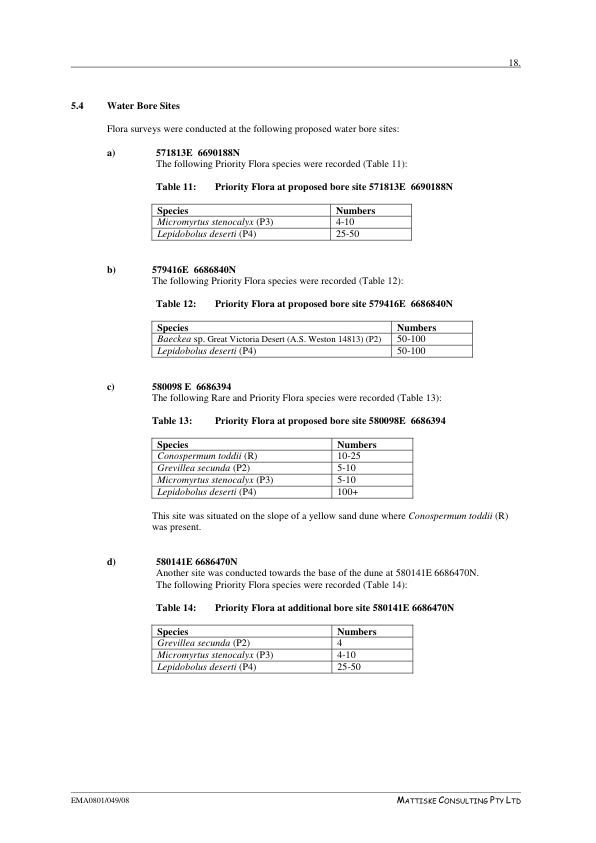 18.
5.4 Water Bore Sites
Flora surveys were conducted at the following proposed water bore sites:
a) 571813E 6690188N
The following Priority Flora species were recorded (Table 11):
Table 11: Priority Flora at proposed bore site 571813E 6690188N
Species Numbers
Micromyrtus stenocalyx (P3) 4-10
Lepidobolus deserti (P4) 25-50
b) 579416E 6686840N
The following Priority Flora species were recorded (Table 12):
Table 12: Priority Flora at proposed bore site 579416E 6686840N
Species Numbers
Baeckea sp. Great Victoria Desert (A.S. Weston 14813) (P2) 50-100
Lepidobolus deserti (P4) 50-100
c) 580098 E 6686394
The following Rare and Priority Flora species were recorded (Table 13):
Table 13: Priority Flora at proposed bore site 580098E 6686394
Species Numbers
Conospermum toddii (R) 10-25
Grevillea secunda (P2) 5-10
Micromyrtus stenocalyx (P3) 5-10
Lepidobolus deserti (P4) 100+
This site was situated on the slope of a yellow sand dune where Conospermum toddii (R)
was present.
d) 580141E 6686470N
Another site was conducted towards the base of the dune at 580141E 6686470N.
The following Priority Flora species were recorded (Table 14):
Table 14: Priority Flora at additional bore site 580141E 6686470N
Species Numbers
Grevillea secunda (P2) 4
Micromyrtus stenocalyx (P3) 4-10
Lepidobolus deserti (P4) 25-50
EMA0801/049/08 MATTISKE CONSULTING PTY LTD